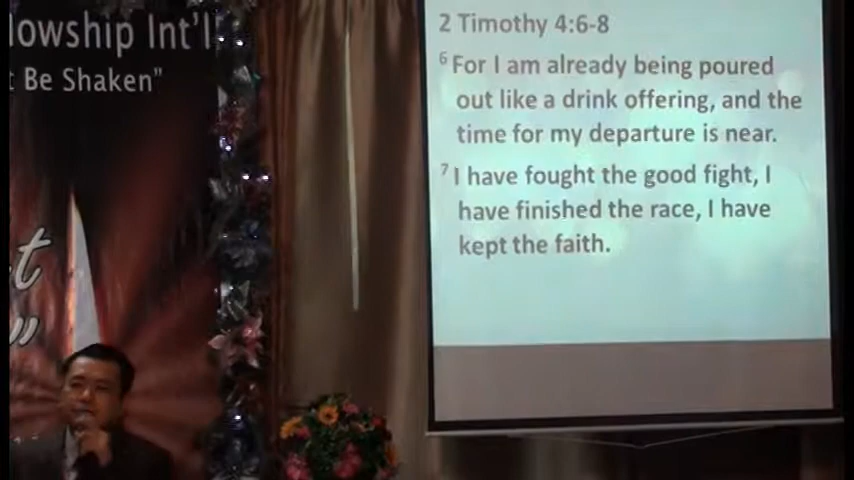 lowship Int'l
t Be Shaken"
t
"
2 Timothy 4:6-8
6 For I am already being poured
out like a drink offering, and the
time for my departure is near.
7 I have fought the good fight, I
have finished the race, I have
kept the faith.